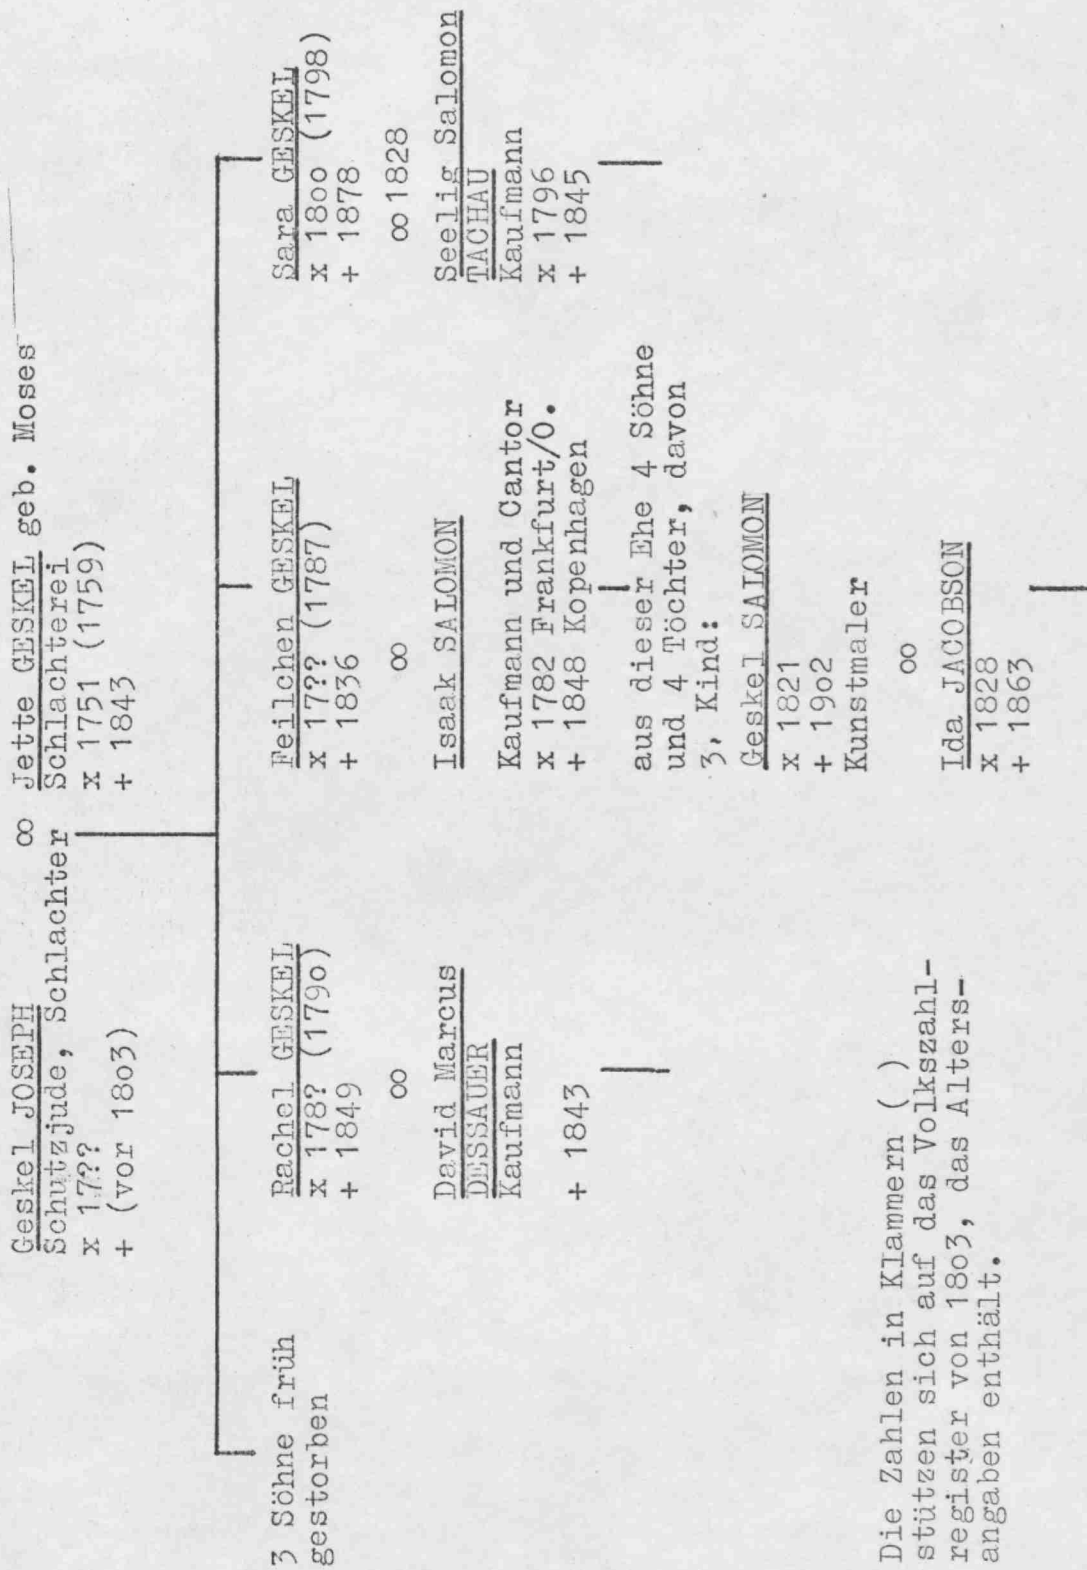 Geskel JOSEPH
Schutzjude, Schlachter
x 17??
+ (vor 18o3)
∞
Jette GESKEL geb. Moses
Schlachterei
x 1751 (1759)
+ 1843
3 Söhne früh
gestorben
Rachel GESKEL
x 178? (179o)
+ 1849
∞
David Marcus
DESSAUER
Kaufmann
+ 1843
Feilchen GESKEL
x 17?? (1787)
+ 1836
∞
Isaak SALOMON
Kaufmann und Cantor
x 1782 Frankfurt/O.
+ 1848 Kopenhagen
aus dieser Ehe 4 Söhne
und 4 Töchter, davon
3, Kind:
Geskel SALOMON
x 1821
+ 19o2
Kunstmaler
∞
Ida JACOBSON
x 1828
+ 1863
Sara GESKEL
x 18oo (1798)
+ 1878
∞ 1828
Seelig Salomon
TACHAU
Kaufmann
x 1796
+ 1845
Die Zahlen in Klammern ( )
stützen sich auf das Volkszahl-
register von 18o3, das Alters-
angaben enthält.